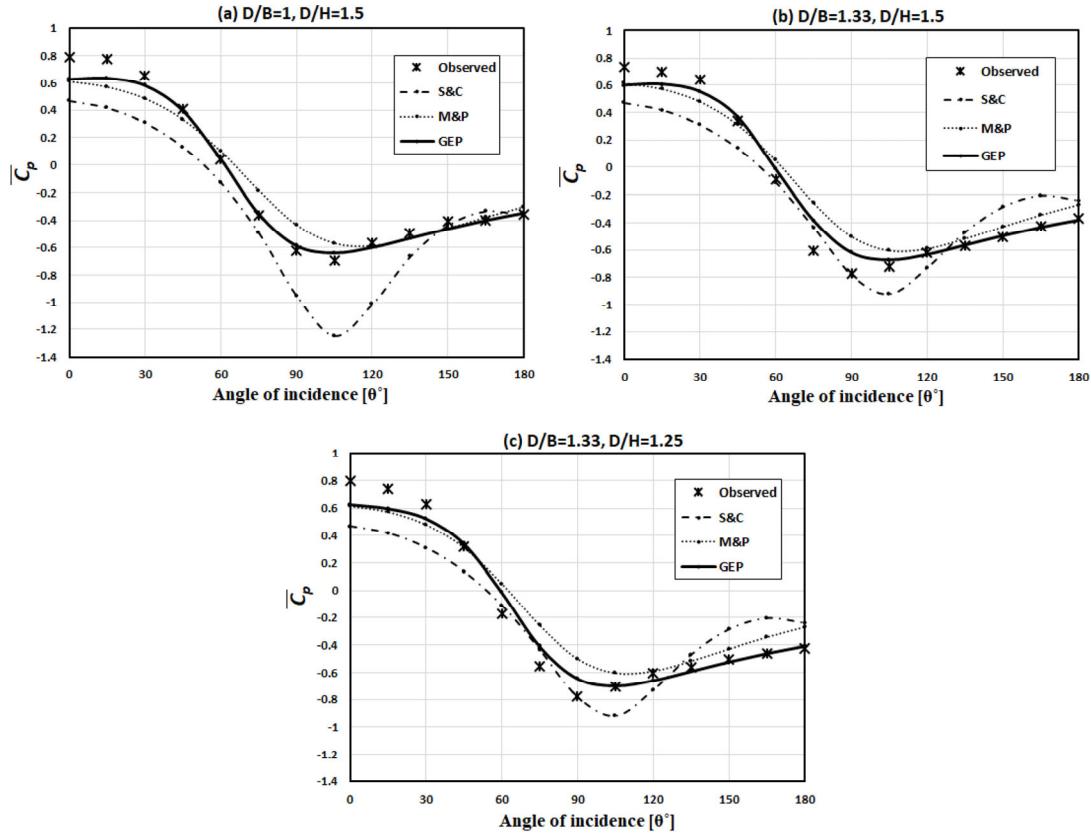 (a) D/B=1, D/H=1.5
1
0.8
0.6
0.4
0.2
0
-0.2
-0.4
-0.6
-0.8
-1
-1.2
-1.4
C̅p
Observed
S&C
M&P
GEP
0 30 60 90 120 150 180
Angle of incidence [θ°]
(b) D/B=1.33, D/H=1.5
1
0.8
0.6
0.4
0.2
0
-0.2
-0.4
-0.6
-0.8
-1
-1.2
-1.4
C̅p
Observed
S&C
M&P
GEP
0 30 60 90 120 150 180
Angle of incidence [θ°]
(c) D/B=1.33, D/H=1.25
1
0.8
0.6
0.4
0.2
0
-0.2
-0.4
-0.6
-0.8
-1
-1.2
-1.4
C̅p
Observed
S&C
M&P
GEP
0 30 60 90 120 150 180
Angle of incidence [θ°]